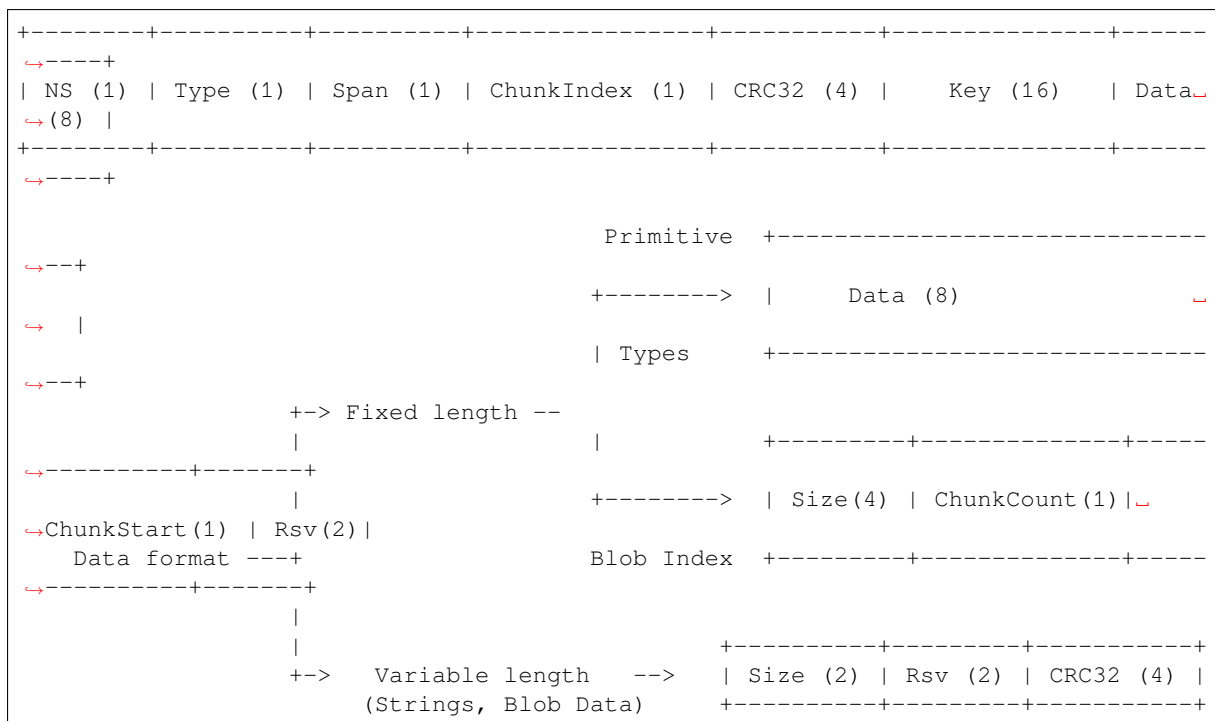 +--------+----------+----------+----------------+-----------+---------------+------
↪----+
| NS (1) | Type (1) | Span (1) | ChunkIndex (1) | CRC32 (4) |    Key (16)   | Data␣
↪(8) |
+--------+----------+----------+----------------+-----------+---------------+------
↪----+
                                         Primitive  +------------------------------
↪--+
                                        +-------->  |     Data (8)                ␣
↪  |
                                        | Types     +------------------------------
↪--+
                   +-> Fixed length --
                   |                    |           +---------+--------------+-----
↪----------+-------+
                   |                    +-------->  | Size(4) | ChunkCount(1)|␣
↪ChunkStart(1) | Rsv(2)|
    Data format ---+                    Blob Index  +---------+--------------+-----
↪----------+-------+
                   |
                   |                             +----------+---------+-----------+
                   +->   Variable length   -->   | Size (2) | Rsv (2) | CRC32 (4) |
                        (Strings, Blob Data)     +----------+---------+-----------+